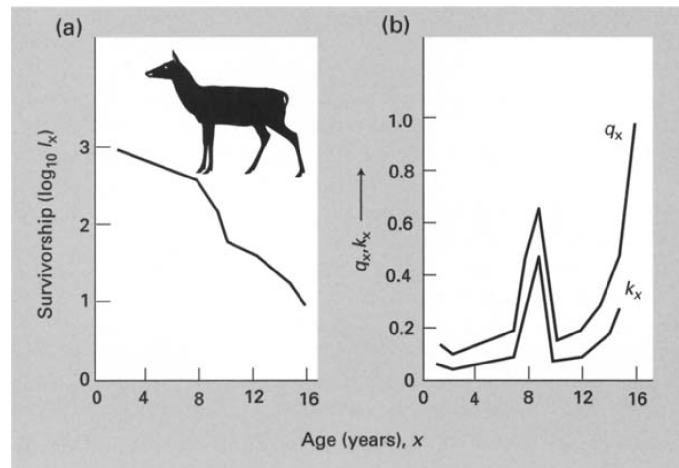 (a)
Survivorship (log₁₀ lₓ)
3
2
1
0
0 4 8 12 16
(b)
qₓ, kₓ
1.0
0.8
0.6
0.4
0.2
0
qₓ
kₓ
0 4 8 12 16
Age (years), x